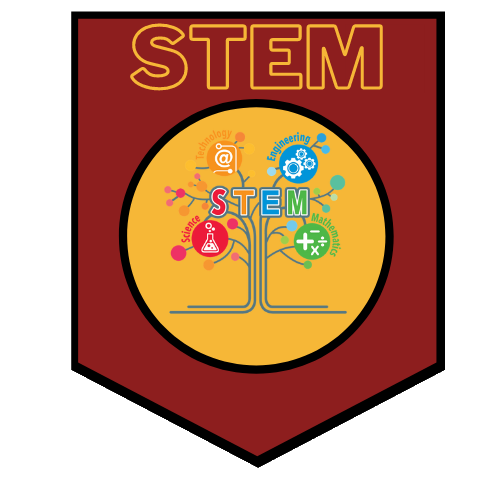 STEM
Technology
Engineering
@
STEM
Science
Mathematics
+ - ÷ x